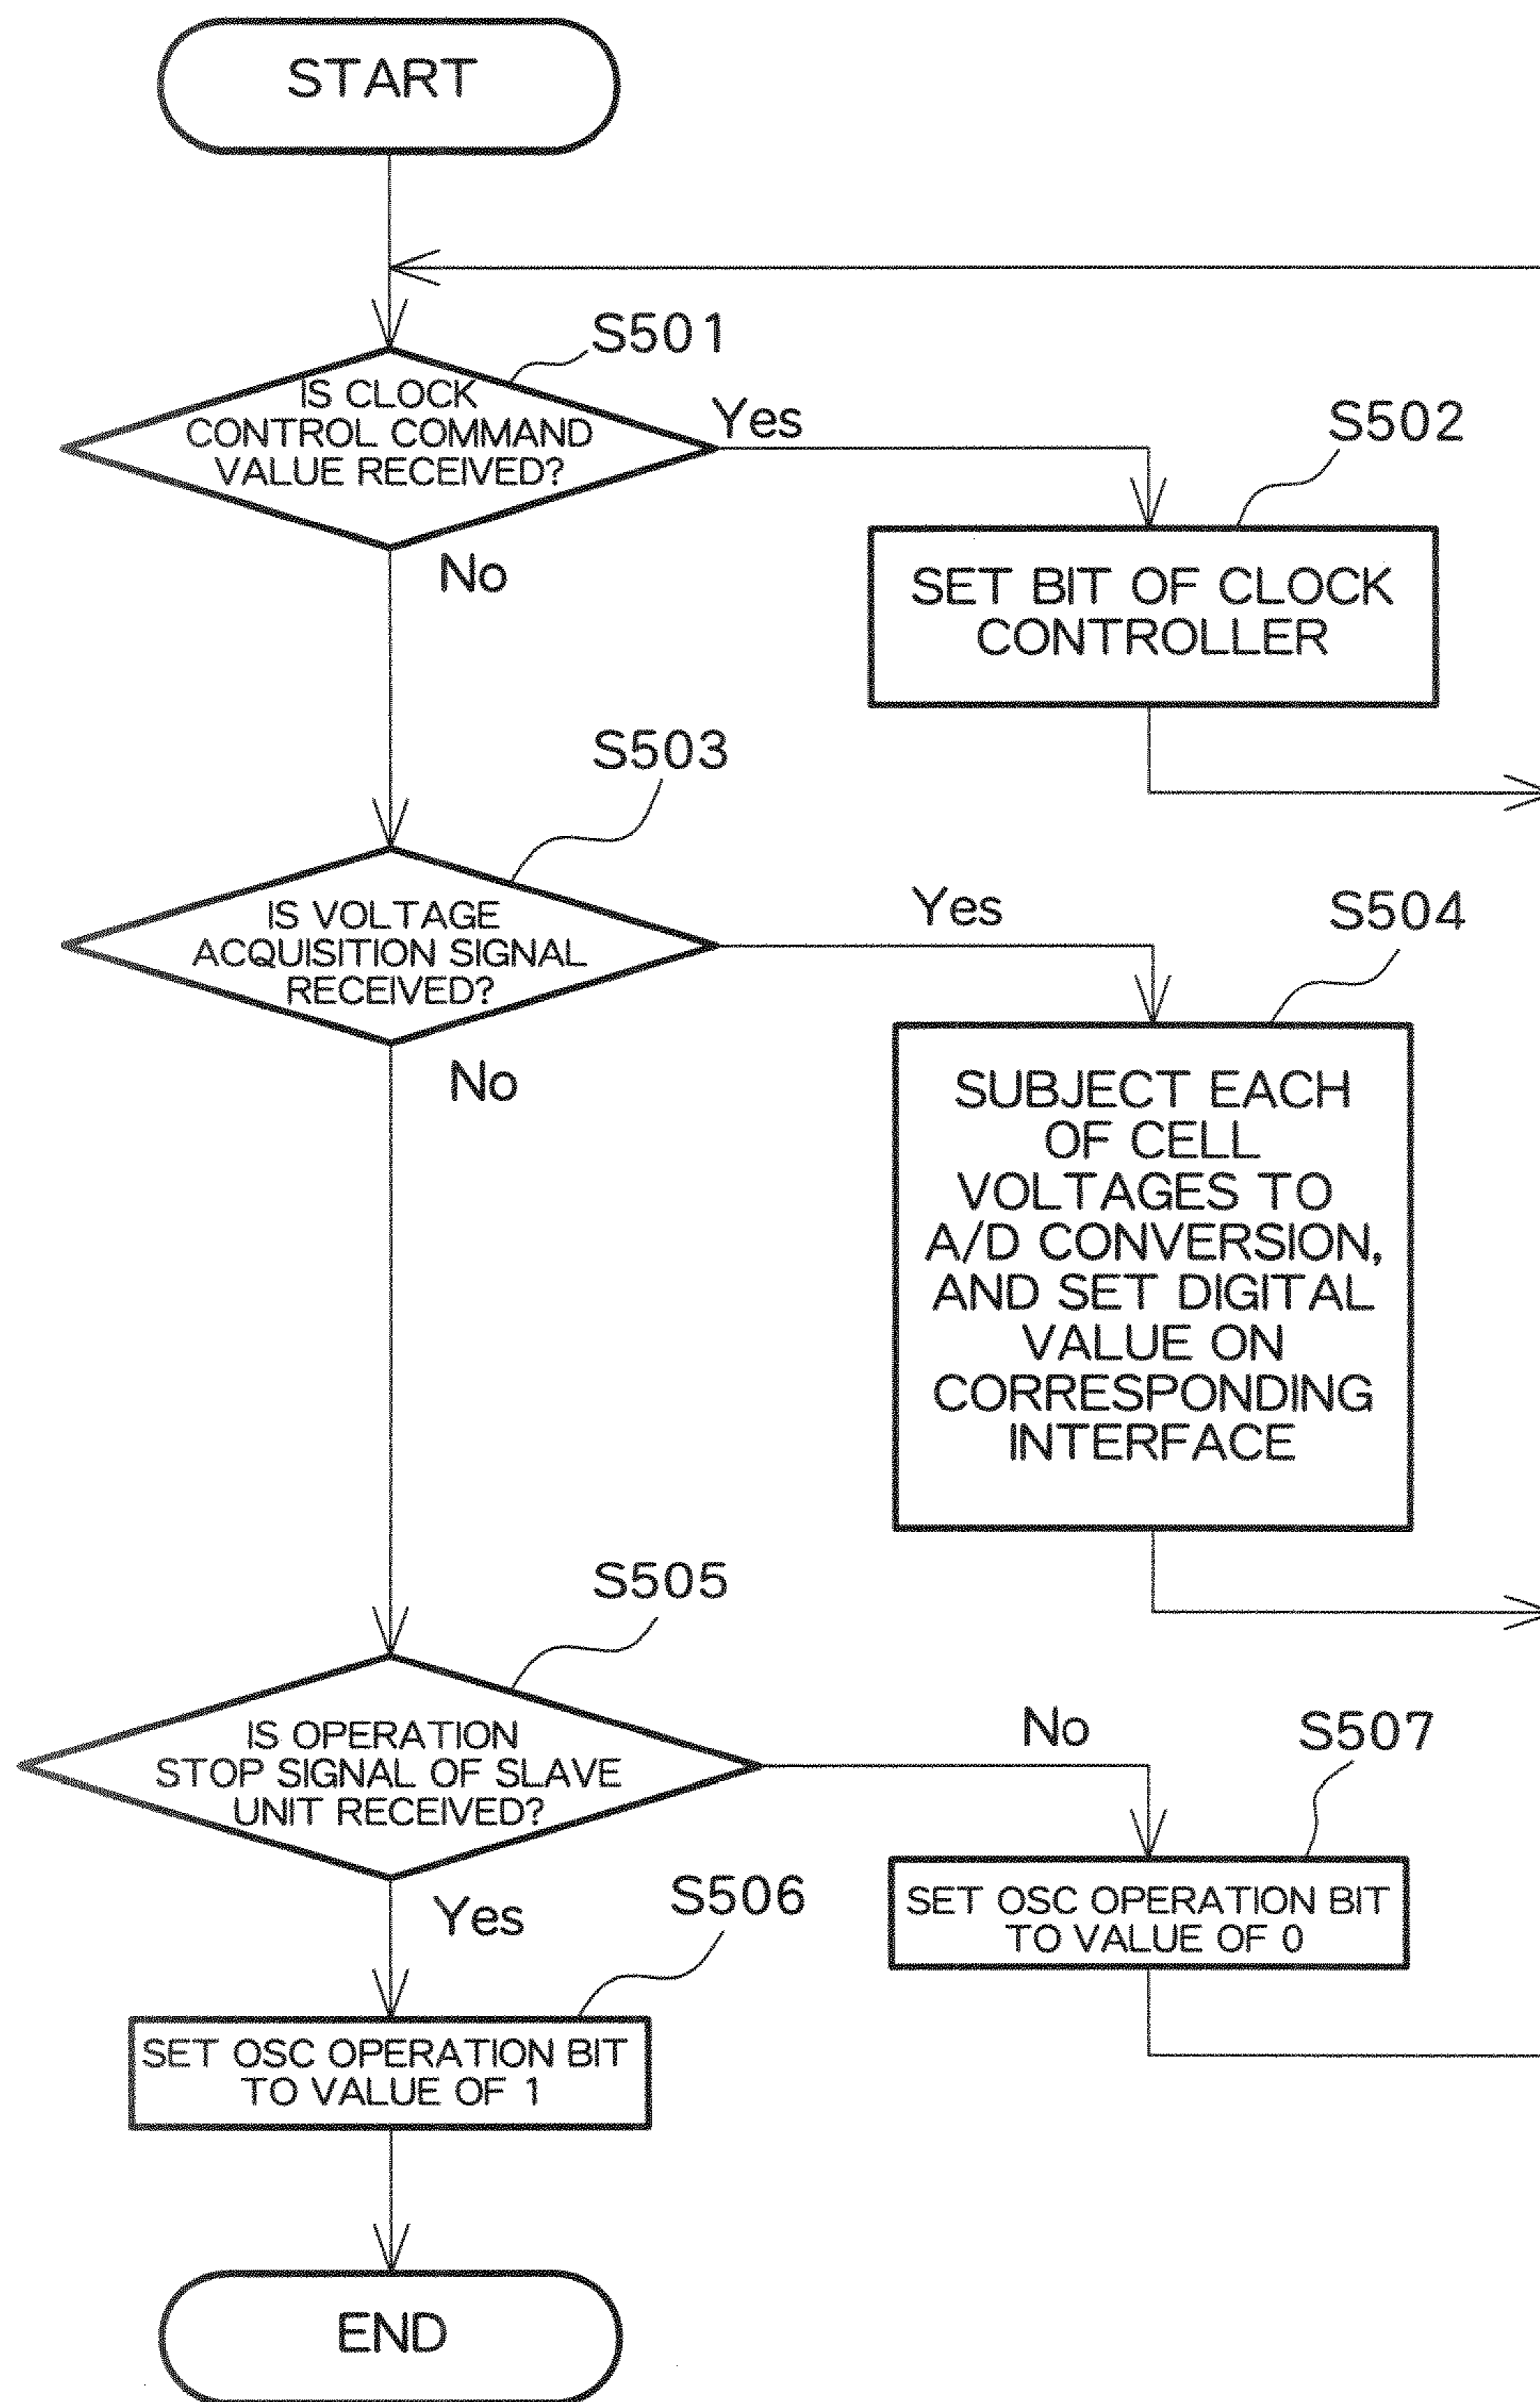 START
S501
IS CLOCK
CONTROL COMMAND
VALUE RECEIVED?
Yes
S502
No
SET BIT OF CLOCK
CONTROLLER
S503
IS VOLTAGE
ACQUISITION SIGNAL
RECEIVED?
Yes
S504
No
SUBJECT EACH
OF CELL
VOLTAGES TO
A/D CONVERSION,
AND SET DIGITAL
VALUE ON
CORRESPONDING
INTERFACE
S505
IS OPERATION
STOP SIGNAL OF SLAVE
UNIT RECEIVED?
No
S507
Yes
S506
SET OSC OPERATION BIT
TO VALUE OF 0
SET OSC OPERATION BIT
TO VALUE OF 1
END